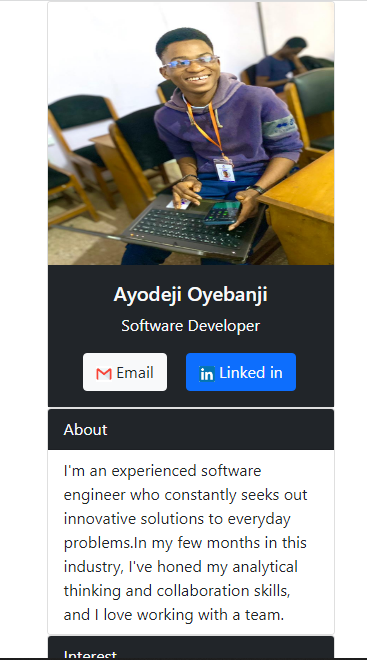 Ayodeji Oyebanji
Software Developer
Email
Linked in
About
I'm an experienced software
engineer who constantly seeks out
innovative solutions to everyday
problems.In my few months in this
industry, I've honed my analytical
thinking and collaboration skills,
and I love working with a team.
Interest